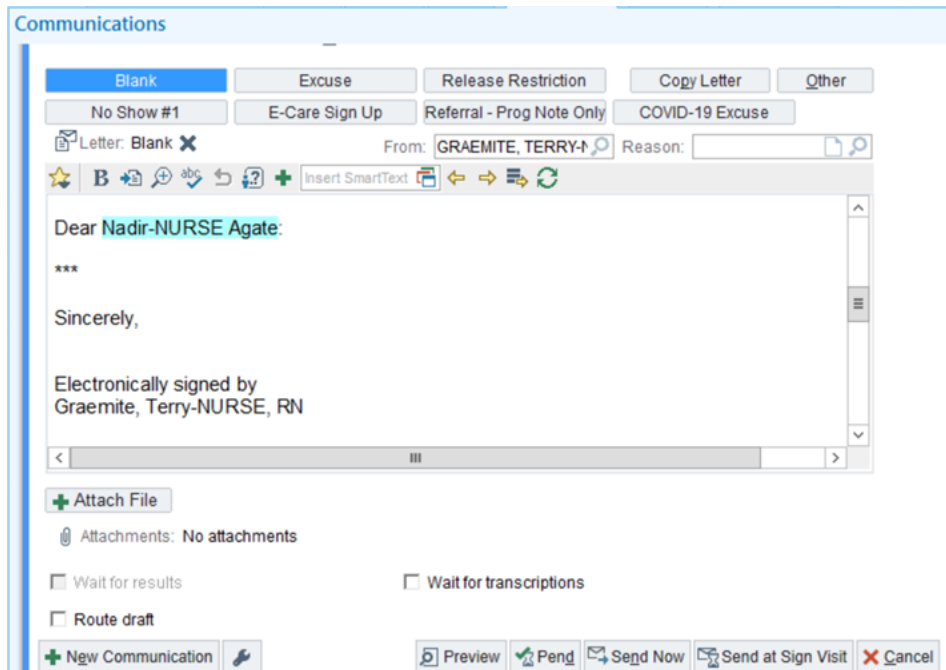 Communications
Blank Excuse Release Restriction Copy Letter Other
No Show #1 E-Care Sign Up Referral - Prog Note Only COVID-19 Excuse
Letter: Blank From: GRAEMITE, TERRY-N Reason:
B abc Insert SmartText
Dear Nadir-NURSE Agate:
***
Sincerely,
Electronically signed by
Graemite, Terry-NURSE, RN
Attach File
Attachments: No attachments
Wait for results Wait for transcriptions
Route draft
New Communication Preview Pend Send Now Send at Sign Visit Cancel